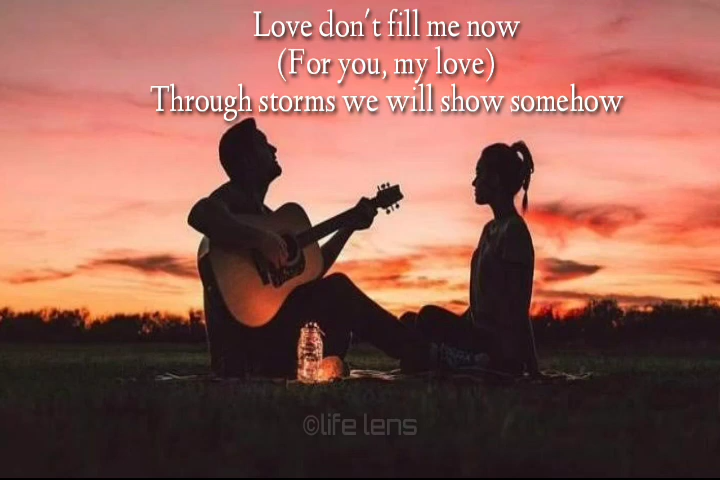 Love don't fill me now
(For you, my love)
Through storms we will show somehow
©life lens